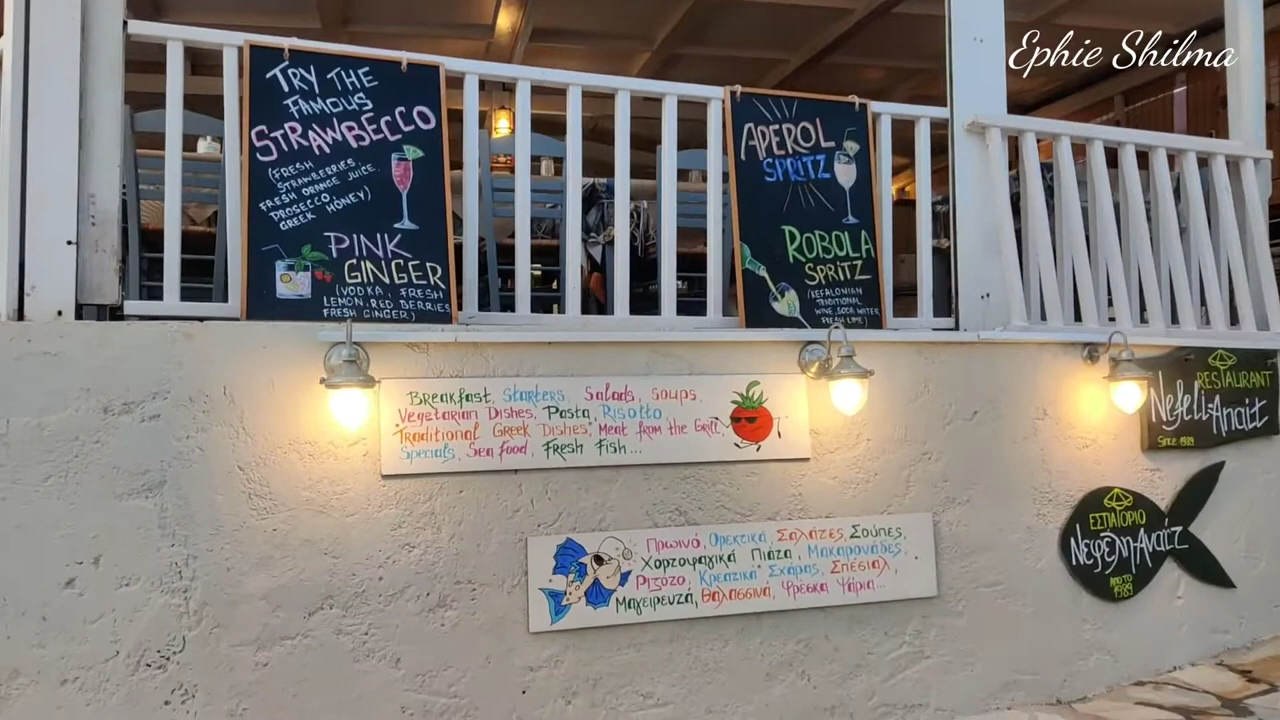 Ephie Shilma
TRY THE
FAMOUS
STRAWBECCO
(FRESH
STRAWBERRIES,
FRESH ORANGE JUICE,
PROSECCO,
GREEK HONEY)
PINK
GINGER
(VODKA, FRESH
LEMON, RED BERRIES
FRESH GINGER)
APEROL
SPRITZ
ROBOLA
SPRITZ
(KEFALONIAN
TRADITIONAL
WINE, SODA WATER
FRESH LIME)
Breakfast, Starters, Salads, Soups,
Vegetarian Dishes, Pasta, Risotto,
Traditional Greek Dishes, Meat from the Grill,
Specials, Sea food, Fresh Fish...
RESTAURANT
Nefeli-Anait
Since 1989
Πρωινό, Ορεκτικά, Σαλάτες, Σούπες,
Χορτοφαγικά Πιάτα, Μακαρονάδες,
Ριζότο, Κρεατικά Σχάρας, Σπέσιαλ,
Μαγειρευτά, Θαλασσινά, Φρέσκα Ψάρια...
ΕΣΤΙΑΤΟΡΙΟ
Νεφέλη-Αναΐτ
ΑΠΟ ΤΟ
1989